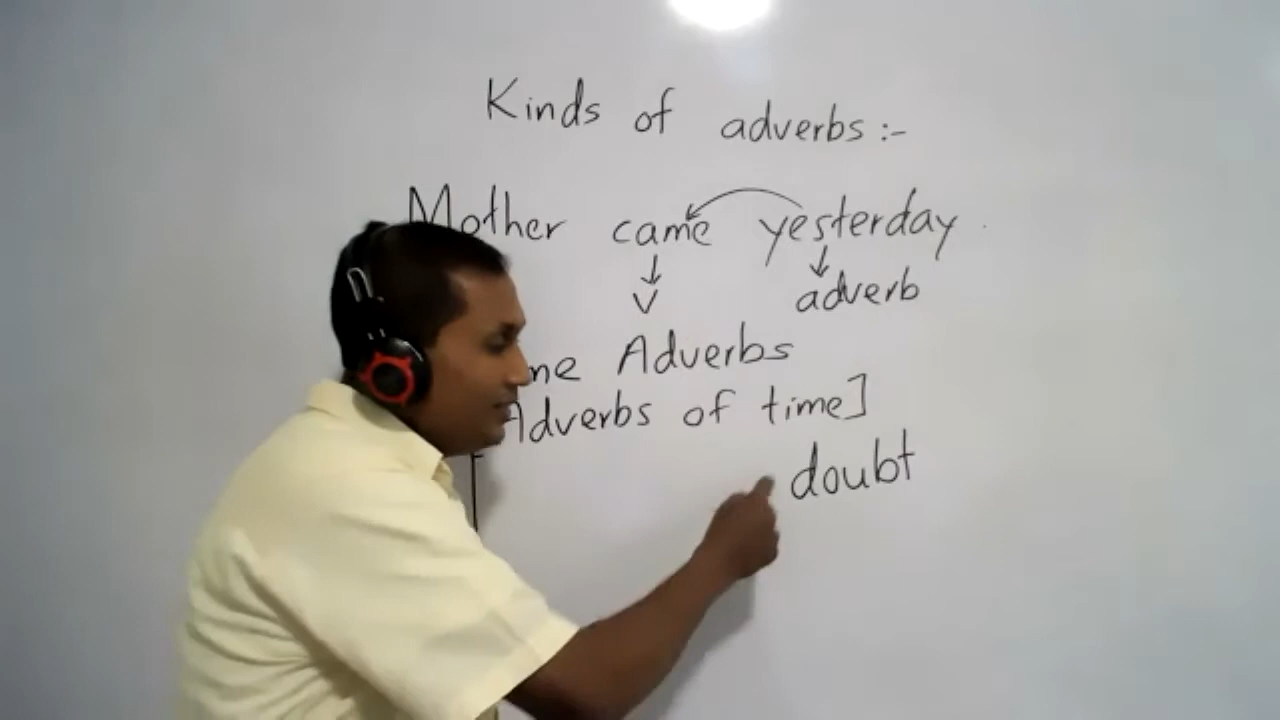 Kinds of adverbs :-
Mother came yesterday.
V adverb
Adverbs
Adverbs of time]
doubt